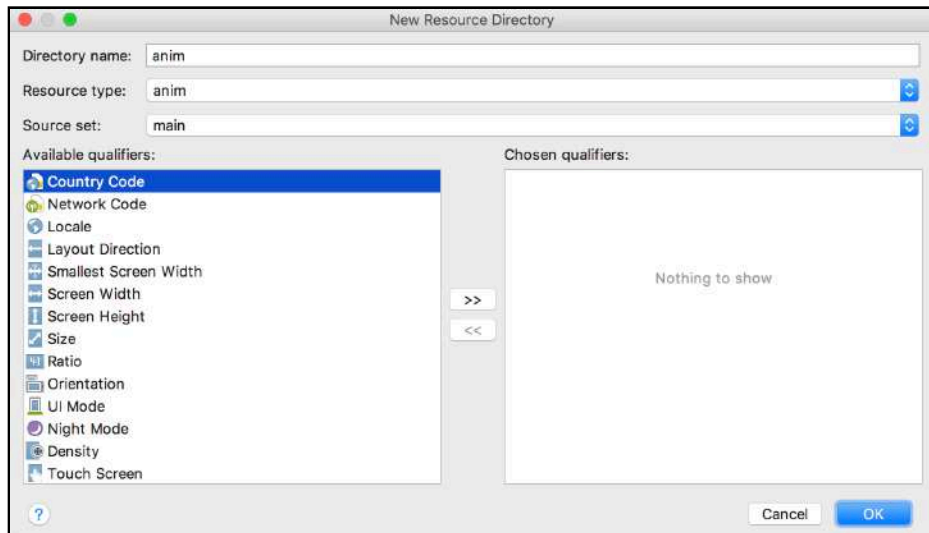 New Resource Directory
Directory name: anim
Resource type: anim
Source set: main
Available qualifiers:
Chosen qualifiers:
Country Code
Network Code
Locale
Layout Direction
Smallest Screen Width
Screen Width
Screen Height
Size
Ratio
Orientation
UI Mode
Night Mode
Density
Touch Screen
>>
<<
Nothing to show
?
Cancel
OK